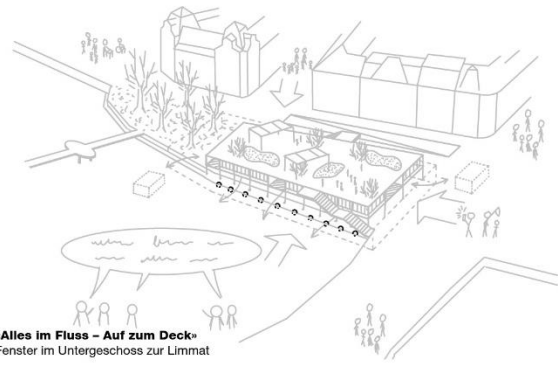 «Alles im Fluss – Auf zum Deck»
Fenster im Untergeschoss zur Limmat